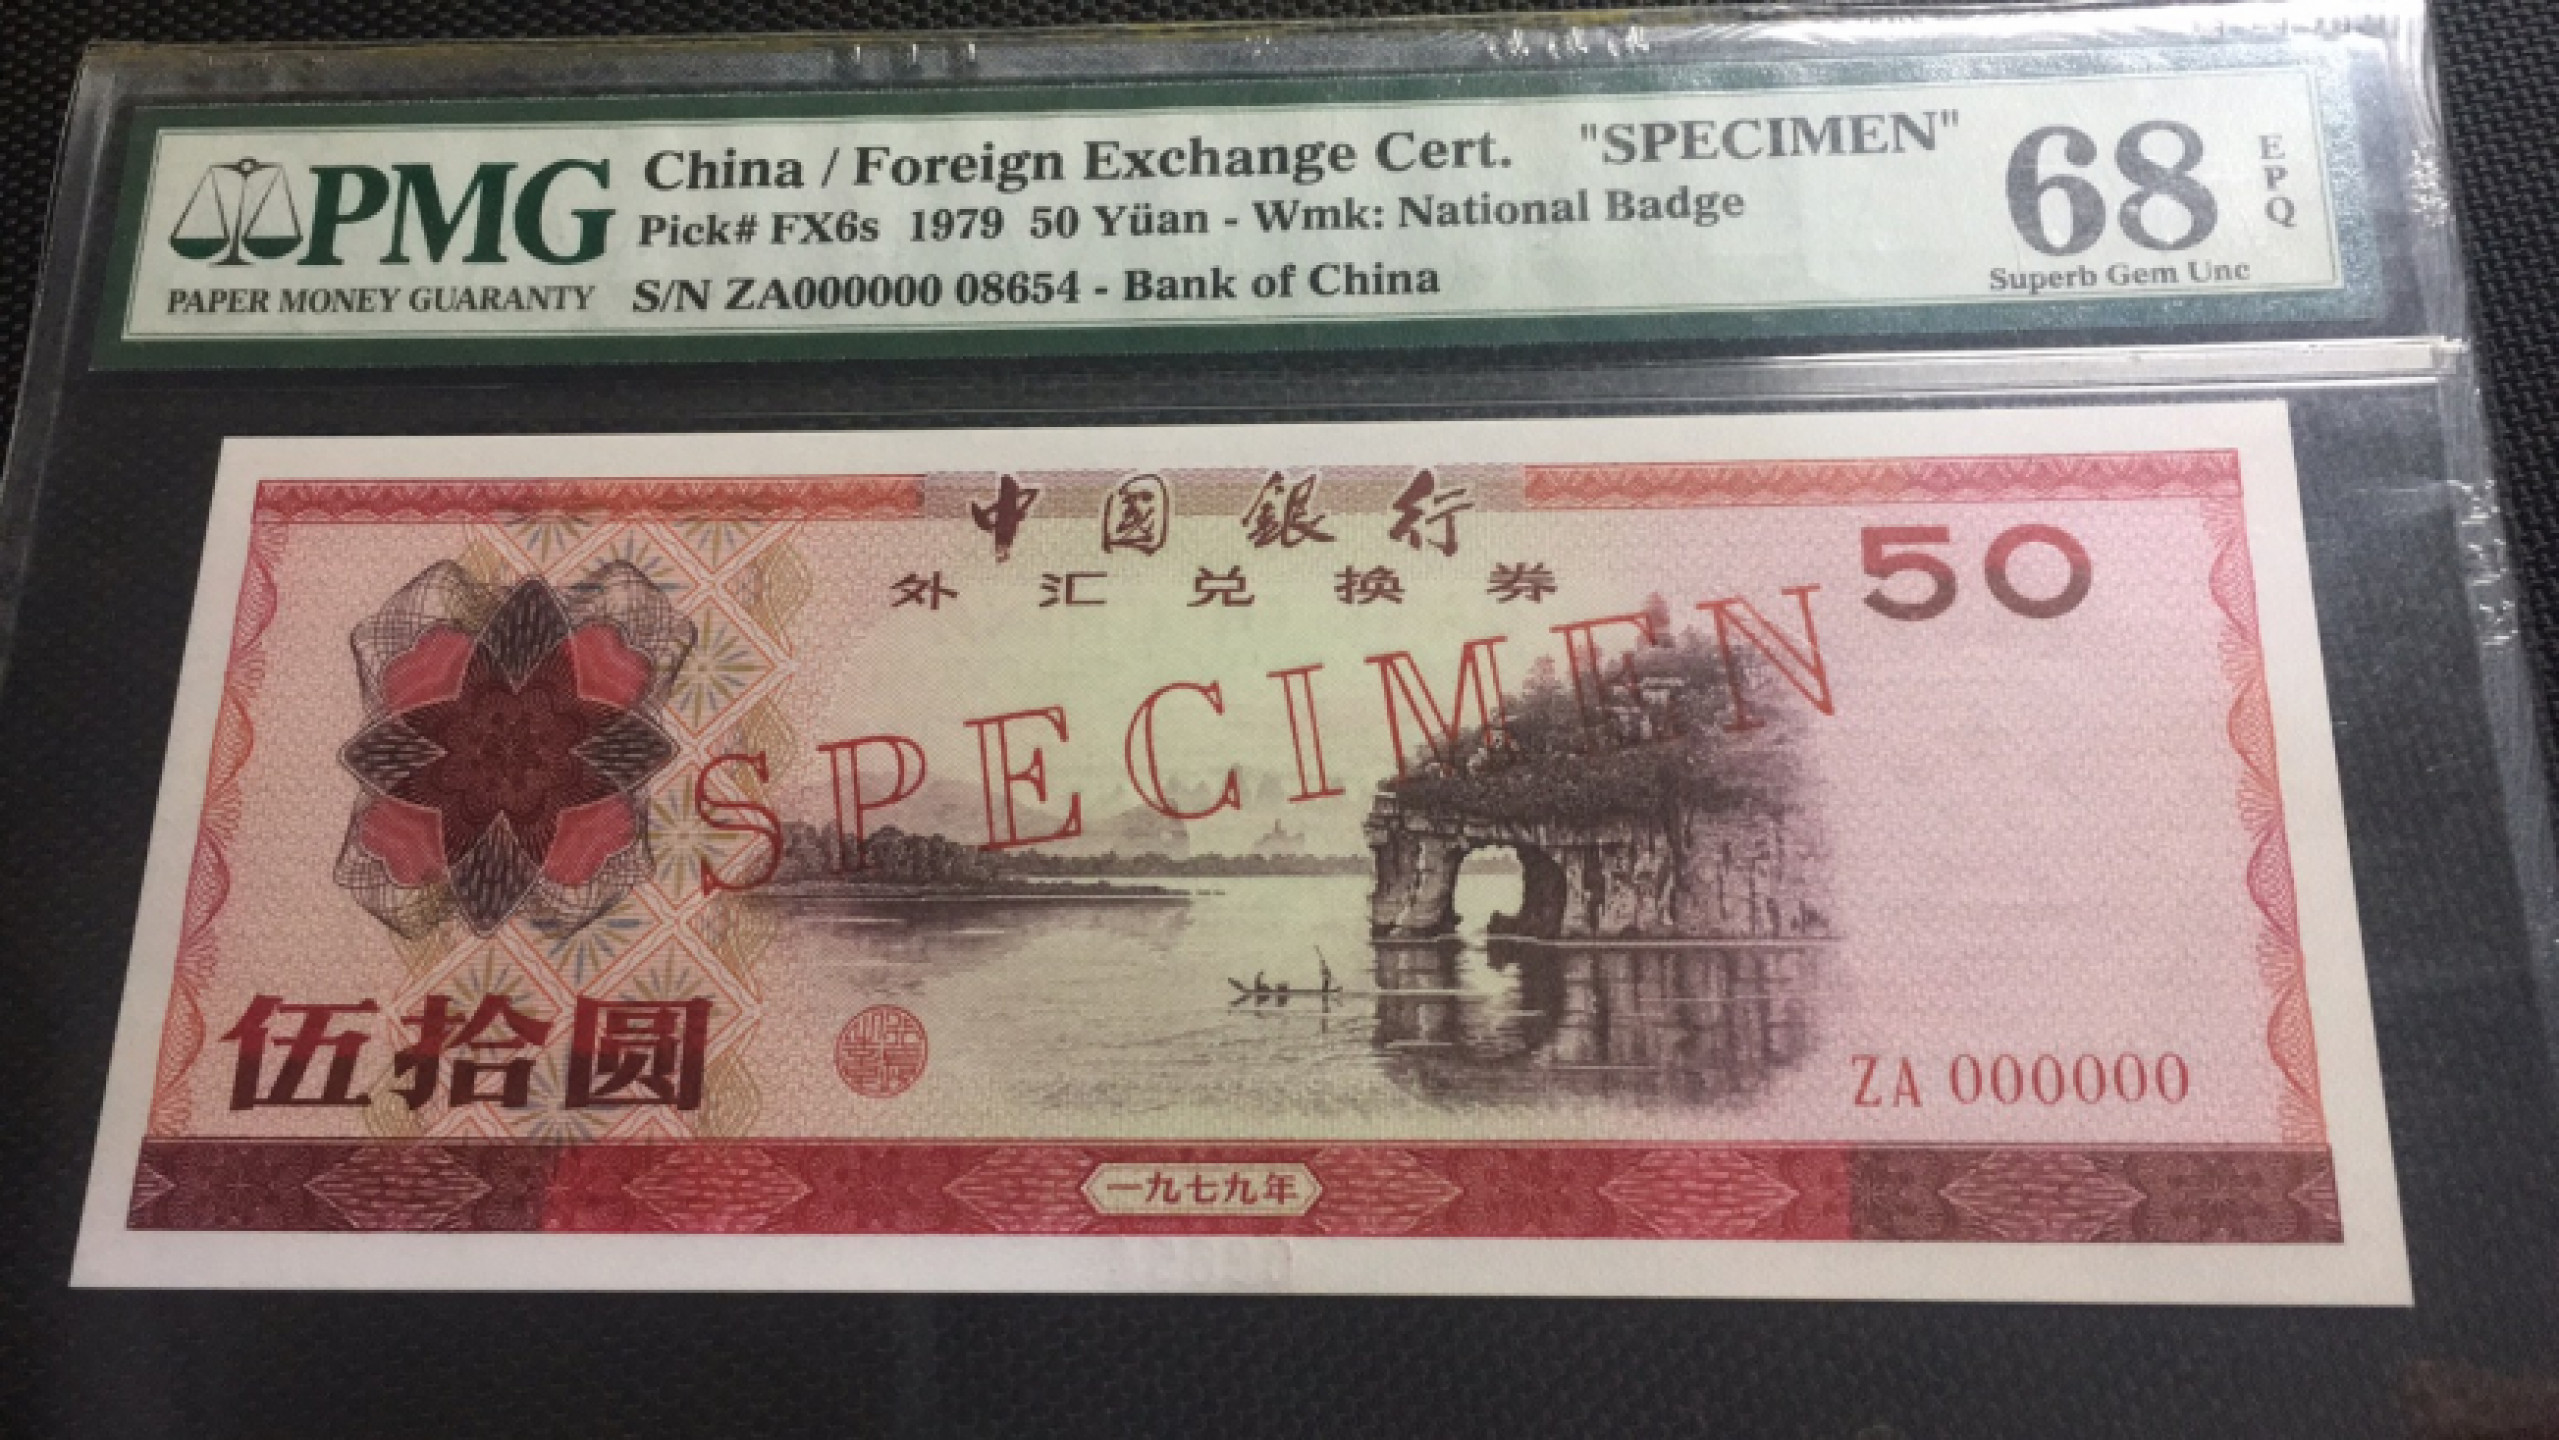 PMG
PAPER MONEY GUARANTY
China / Foreign Exchange Cert. "SPECIMEN"
Pick# FX6s 1979 50 Yüan - Wmk: National Badge
S/N ZA000000 08654 - Bank of China
68
EPQ
Superb Gem Unc
中國銀行
外汇兑换券
50
SPECIMEN
伍拾圆
ZA 000000
一九七九年